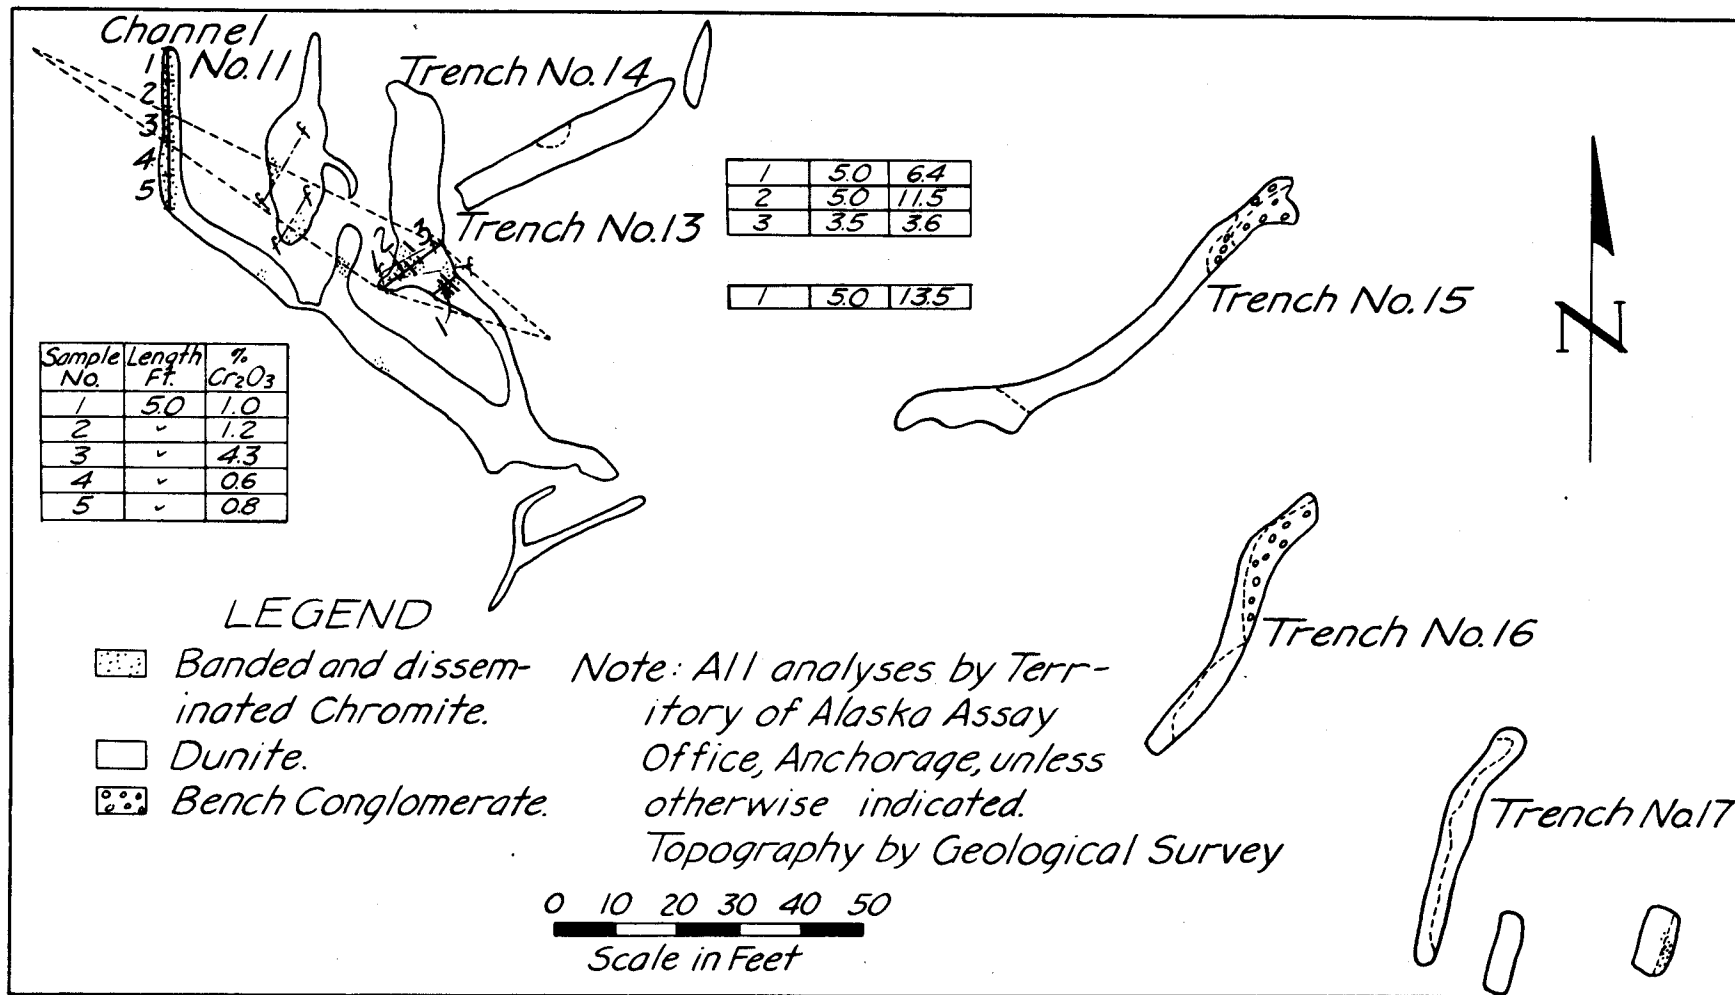 Channel
No.11
1
2
3
4
5
f
f
f
f
f
Trench No.14
Trench No.13
1 2 3
f
f
1
1 5.0 6.4
2 5.0 11.5
3 3.5 3.6
1 5.0 13.5
Trench No.15
N
Sample No. Length Ft. % Cr2O3
1 5.0 1.0
2 " 1.2
3 " 4.3
4 " 0.6
5 " 0.8
Trench No.16
Trench No.17
LEGEND
Banded and dissem-
inated Chromite.
Dunite.
Bench Conglomerate.
Note: All analyses by Terr-
itory of Alaska Assay
Office, Anchorage, unless
otherwise indicated.
Topography by Geological Survey
0 10 20 30 40 50
Scale in Feet